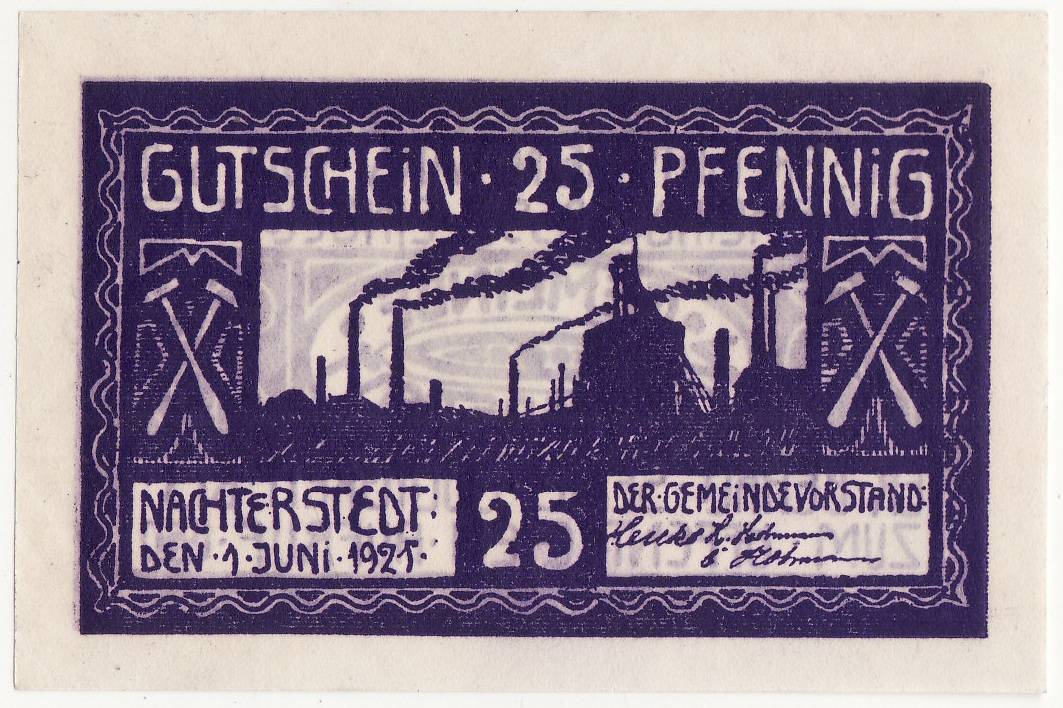 GUTSCHEiN · 25 · PFENNiG
NACHTERSTEDT:
DEN · 1 · JUNi · 1921 ·
25
DER · GEMEiNDEVORSTAND: